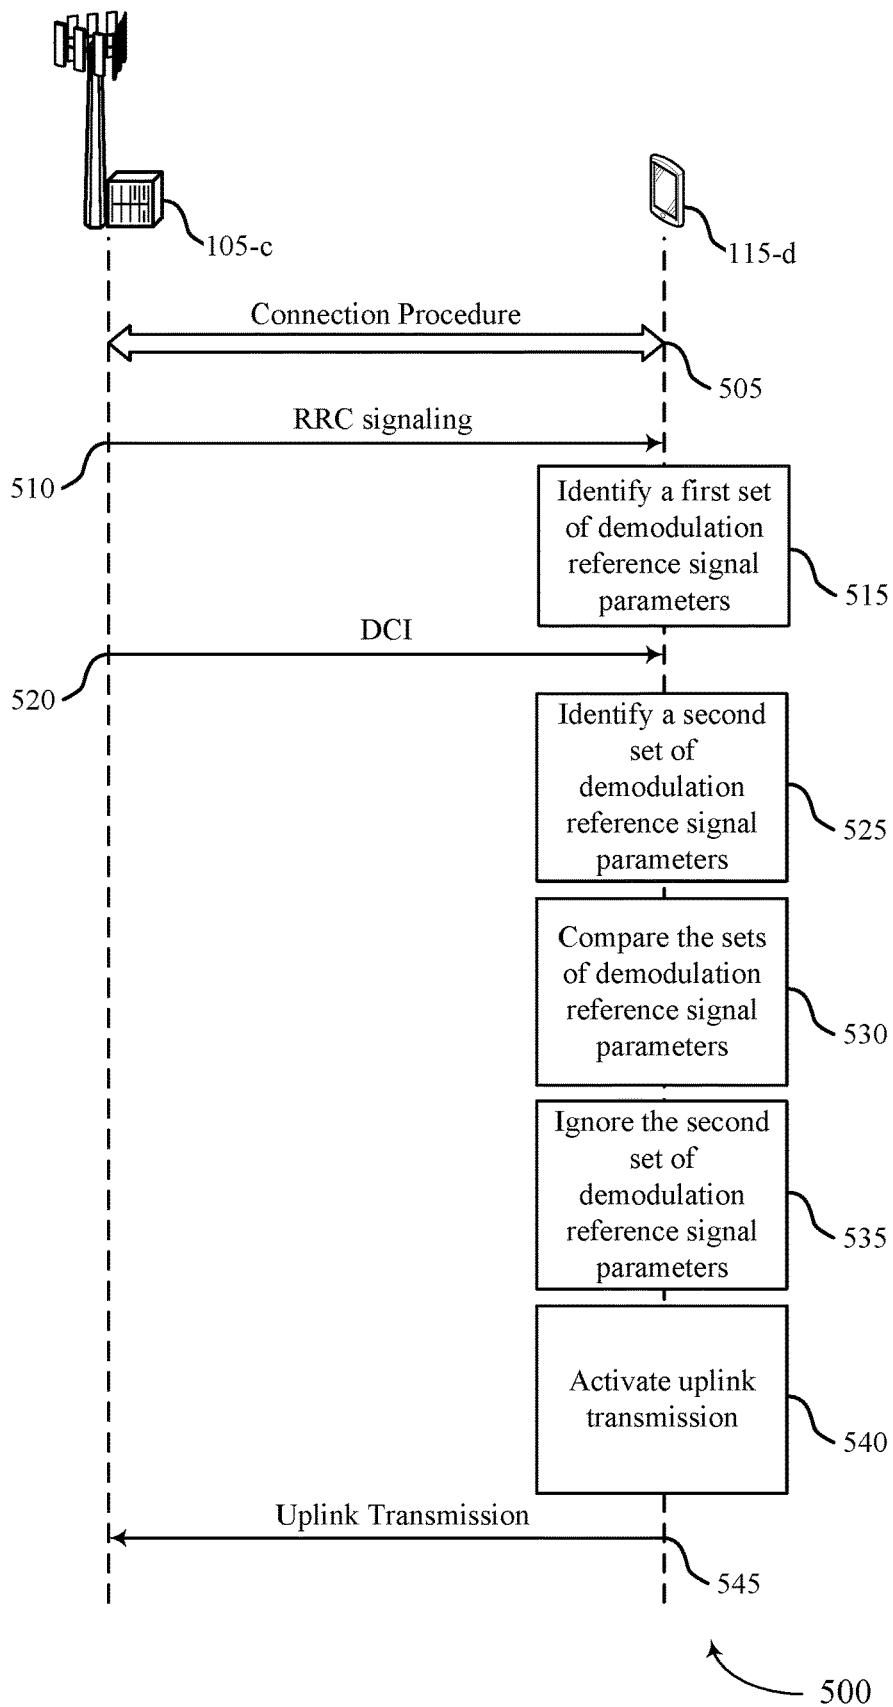 105-c
115-d
Connection Procedure
505
RRC signaling
510
Identify a first set
of demodulation
reference signal
parameters
515
DCI
520
Identify a second
set of
demodulation
reference signal
parameters
525
Compare the sets
of demodulation
reference signal
parameters
530
Ignore the second
set of
demodulation
reference signal
parameters
535
Activate uplink
transmission
540
Uplink Transmission
545
500